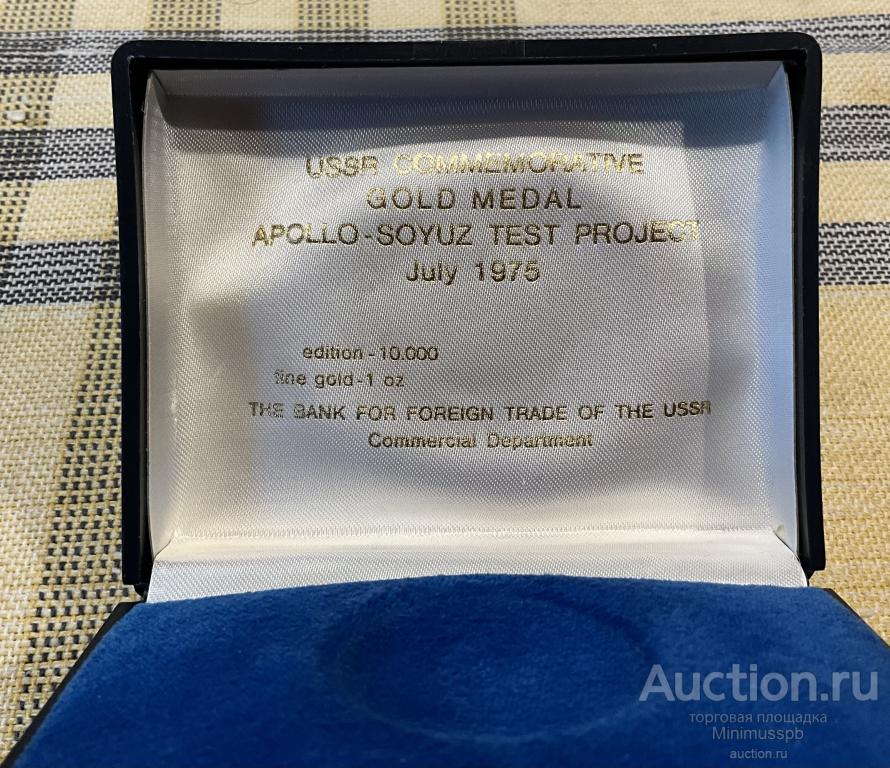 USSR COMMEMORATIVE
GOLD MEDAL
APOLLO-SOYUZ TEST PROJECT
July 1975
edition-10.000
fine gold-1 oz
THE BANK FOR FOREIGN TRADE OF THE USSR
Commercial Department
Auction.ru
торговая площадка
Minimusspb
auction.ru